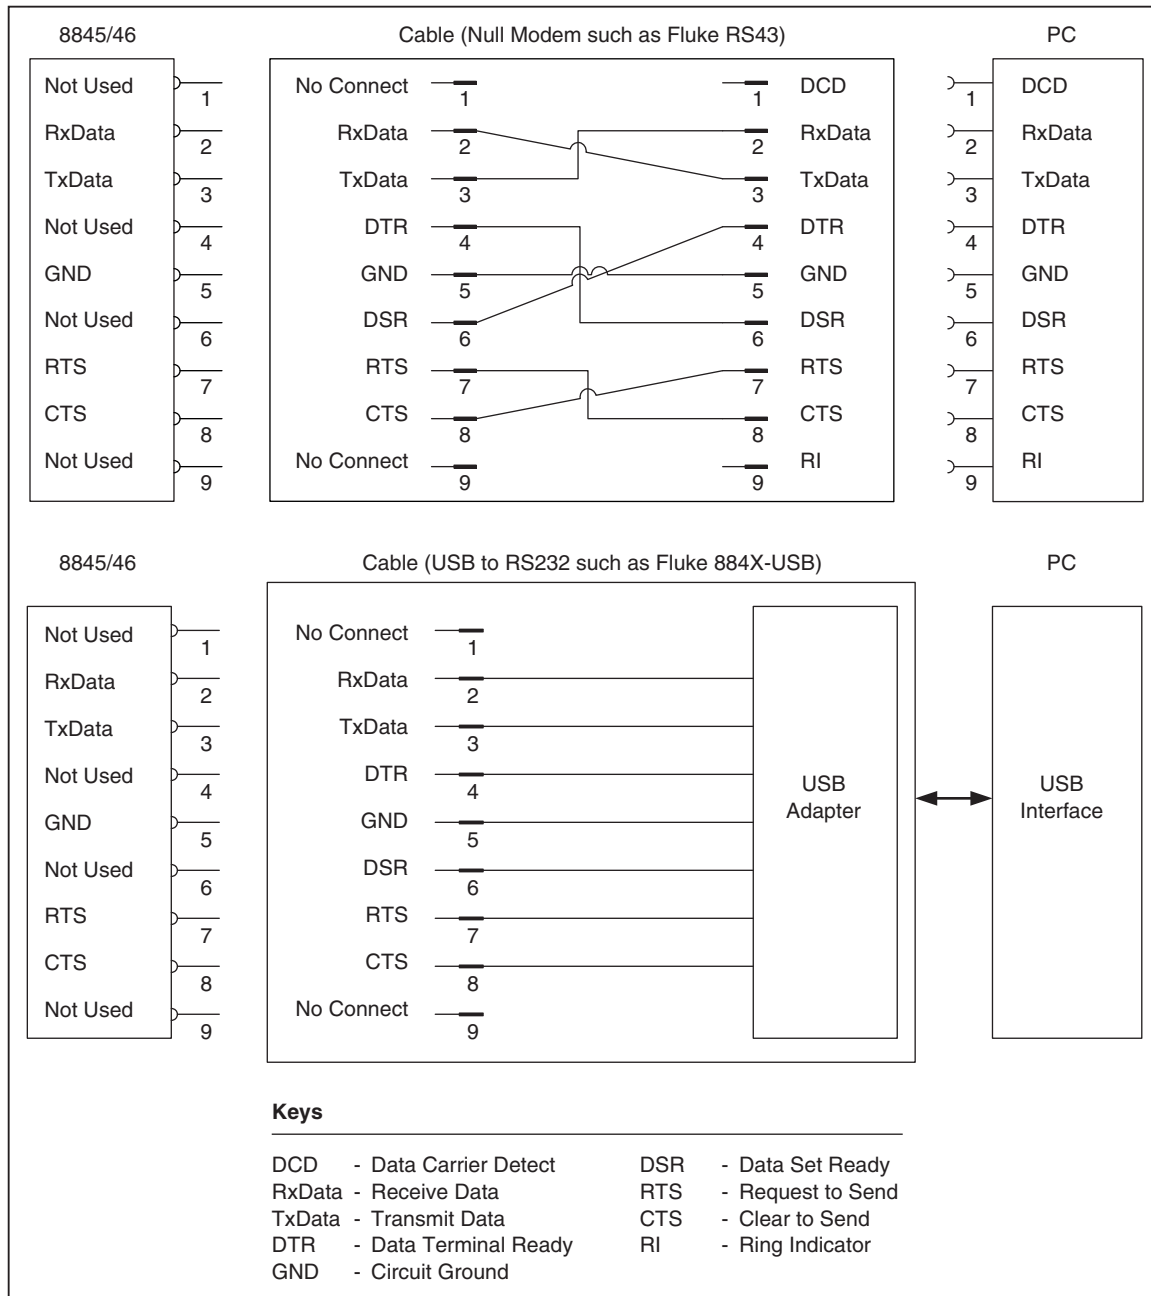 8845/46 Cable (Null Modem such as Fluke RS43) PC
Not Used 1 No Connect 1 1 DCD 1 DCD
RxData 2 RxData 2 2 RxData 2 RxData
TxData 3 TxData 3 3 TxData 3 TxData
Not Used 4 DTR 4 4 DTR 4 DTR
GND 5 GND 5 5 GND 5 GND
Not Used 6 DSR 6 6 DSR 6 DSR
RTS 7 RTS 7 7 RTS 7 RTS
CTS 8 CTS 8 8 CTS 8 CTS
Not Used 9 No Connect 9 9 RI 9 RI
8845/46 Cable (USB to RS232 such as Fluke 884X-USB) PC
Not Used 1 No Connect 1
RxData 2 RxData 2
TxData 3 TxData 3
Not Used 4 DTR 4
USB Adapter
USB Interface
GND 5 GND 5
Not Used 6 DSR 6
RTS 7 RTS 7
CTS 8 CTS 8
Not Used 9 No Connect 9
Keys
DCD - Data Carrier Detect DSR - Data Set Ready
RxData - Receive Data RTS - Request to Send
TxData - Transmit Data CTS - Clear to Send
DTR - Data Terminal Ready RI - Ring Indicator
GND - Circuit Ground